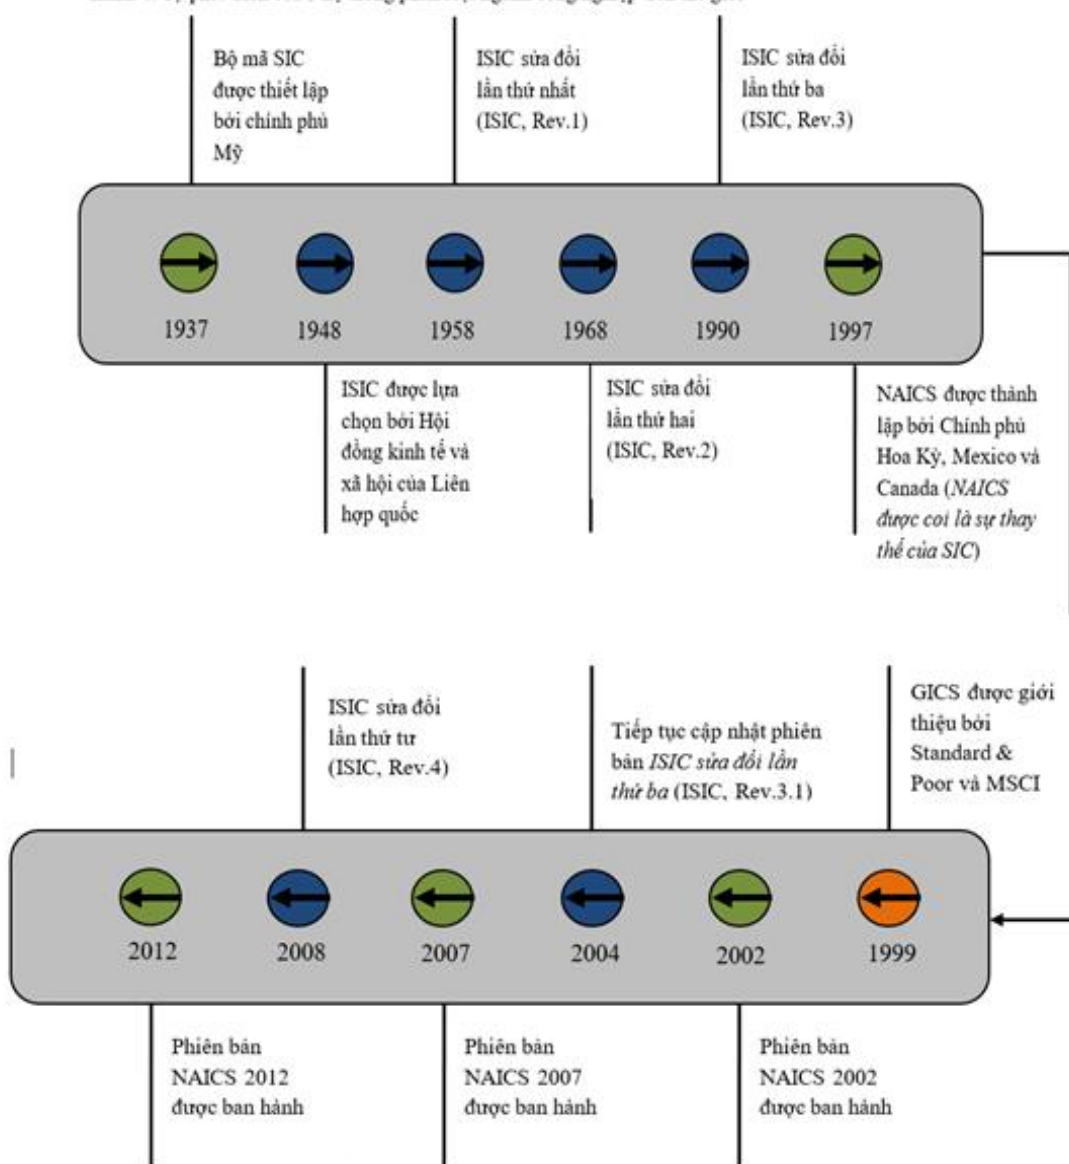 Bộ mã SIC
được thiết lập
bởi chính phủ
Mỹ
ISIC sửa đổi
lần thứ nhất
(ISIC, Rev.1)
ISIC sửa đổi
lần thứ ba
(ISIC, Rev.3)
1937
1948
1958
1968
1990
1997
ISIC được lựa
chọn bởi Hội
đồng kinh tế và
xã hội của Liên
hợp quốc
ISIC sửa đổi
lần thứ hai
(ISIC, Rev.2)
NAICS được thành
lập bởi Chính phủ
Hoa Kỳ, Mexico và
Canada (NAICS
được coi là sự thay
thế của SIC)
ISIC sửa đổi
lần thứ tư
(ISIC, Rev.4)
Tiếp tục cập nhật phiên
bản ISIC sửa đổi lần
thứ ba (ISIC, Rev.3.1)
GICS được giới
thiệu bởi
Standard &
Poor và MSCI
2012
2008
2007
2004
2002
1999
Phiên bản
NAICS 2012
được ban hành
Phiên bản
NAICS 2007
được ban hành
Phiên bản
NAICS 2002
được ban hành